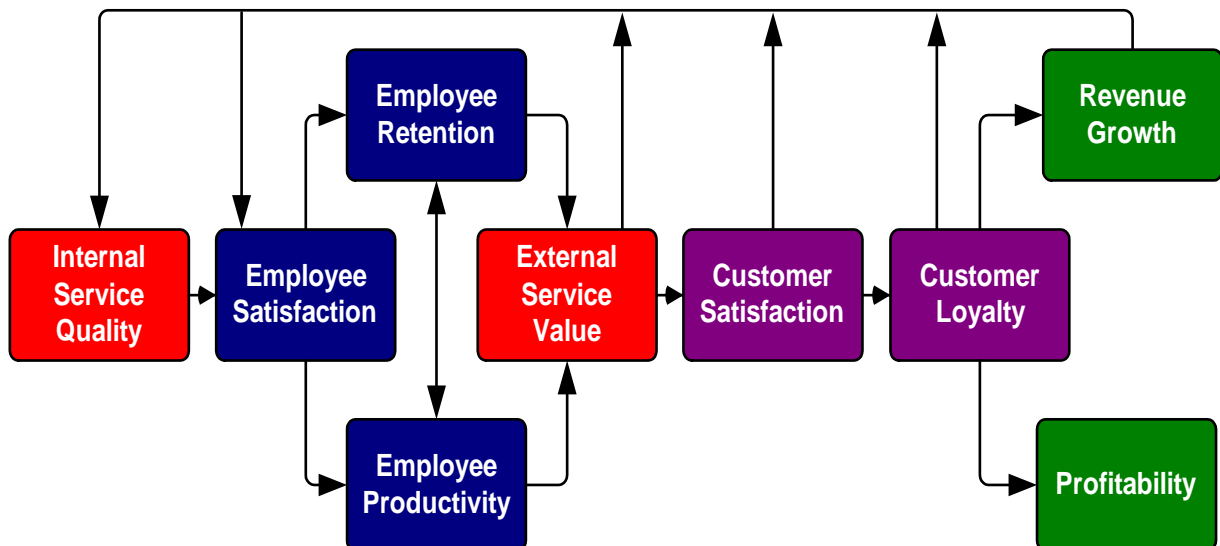 Employee
Retention
Revenue
Growth
Internal
Service
Quality
Employee
Satisfaction
External
Service
Value
Customer
Satisfaction
Customer
Loyalty
Employee
Productivity
Profitability